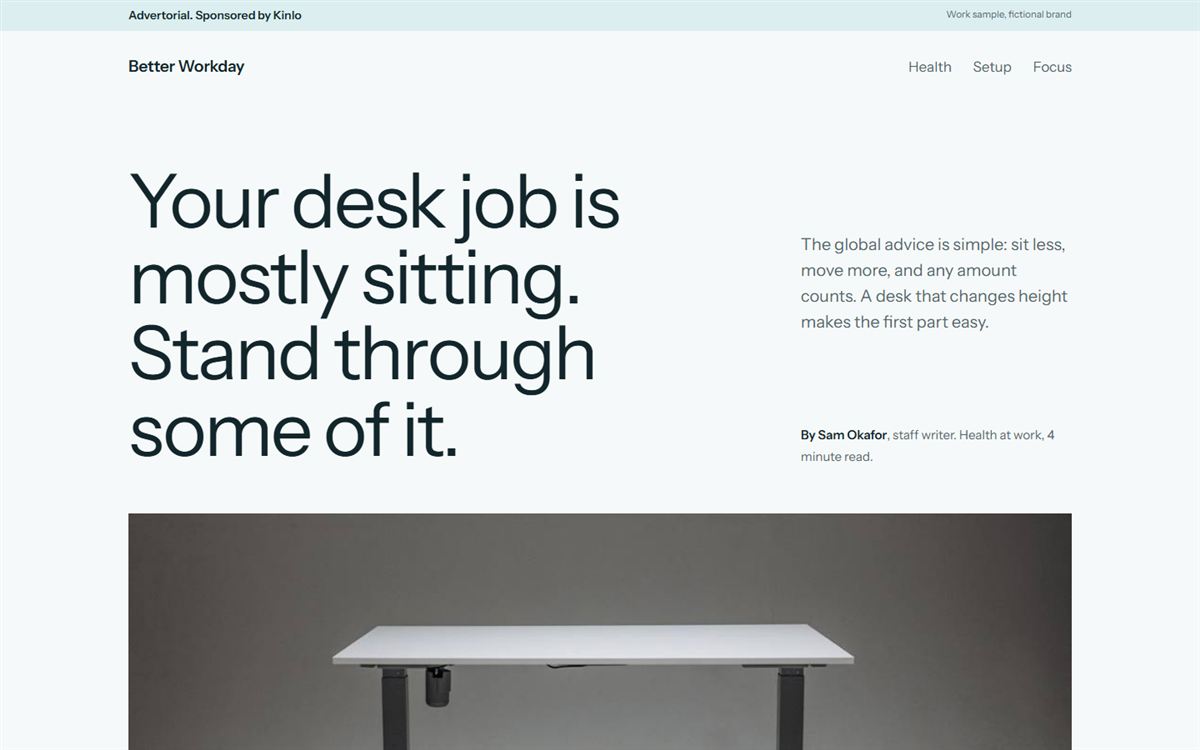 Advertorial. Sponsored by Kinlo
Work sample, fictional brand
Better Workday
Health
Setup
Focus
Your desk job is
mostly sitting.
Stand through
some of it.
The global advice is simple: sit less,
move more, and any amount
counts. A desk that changes height
makes the first part easy.
By Sam Okafor, staff writer. Health at work, 4
minute read.